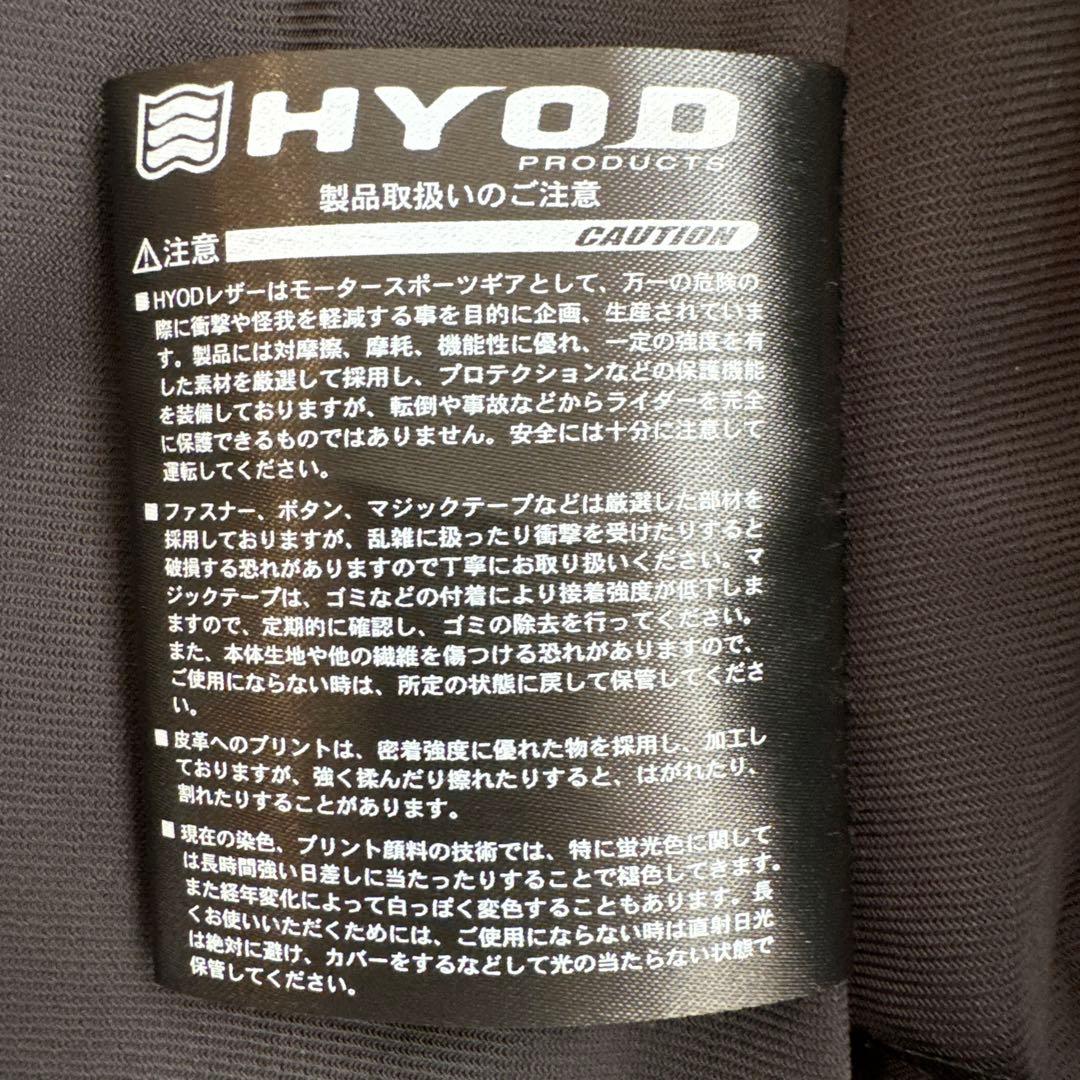 HYOD
PRODUCTS
製品取扱いのご注意
⚠注意
CAUTION
■HYODレザーはモータースポーツギアとして、万一の危険の
際に衝撃や怪我を軽減する事を目的に企画、生産されていま
す。製品には対摩擦、摩耗、機能性に優れ、一定の強度を有
した素材を厳選して採用し、プロテクションなどの保護機能
を装備しておりますが、転倒や事故などからライダーを完全
に保護できるものではありません。安全には十分に注意して
運転してください。
■ファスナー、ボタン、マジックテープなどは厳選した部材を
採用しておりますが、乱雑に扱ったり衝撃を受けたりすると
破損する恐れがありますので丁寧にお取り扱いください。マ
ジックテープは、ゴミなどの付着により接着強度が低下しま
すので、定期的に確認し、ゴミの除去を行ってください。
また、本体生地や他の繊維を傷つける恐れがありますので、
ご使用にならない時は、所定の状態に戻して保管してくださ
い。
■皮革へのプリントは、密着強度に優れた物を採用し、加工し
ておりますが、強く揉んだり擦れたりすると、はがれたり、
割れたりすることがあります。
■現在の染色、プリント顔料の技術では、特に蛍光色に関して
は長時間強い日差しに当たったりすることで褪色してきます。
また経年変化によって白っぽく変色することもあります。長
くお使いいただくためには、ご使用にならない時は直射日光
は絶対に避け、カバーをするなどして光の当たらない状態で
保管してください。